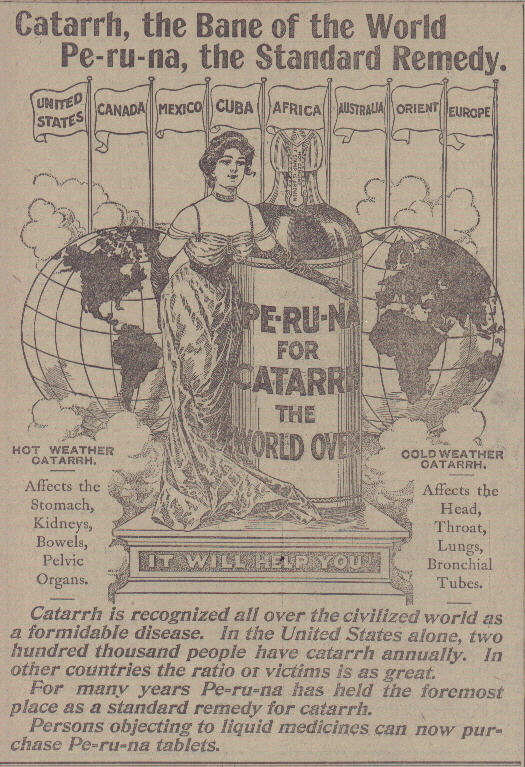 Catarrh, the Bane of the World
Pe-ru-na, the Standard Remedy.
UNITED STATES
CANADA
MEXICO
CUBA
AFRICA
AUSTRALIA
ORIENT
EUROPE
PE-RU-NA
FOR
CATARRH
THE
WORLD OVER
HOT WEATHER
CATARRH.
Affects the
Stomach,
Kidneys,
Bowels,
Pelvic
Organs.
COLD WEATHER
CATARRH.
Affects the
Head,
Throat,
Lungs,
Bronchial
Tubes.
IT WILL HELP YOU
Catarrh is recognized all over the civilized world as
a formidable disease. In the United States alone, two
hundred thousand people have catarrh annually. In
other countries the ratio of victims is as great.
For many years Pe-ru-na has held the foremost
place as a standard remedy for catarrh.
Persons objecting to liquid medicines can now pur-
chase Pe-ru-na tablets.